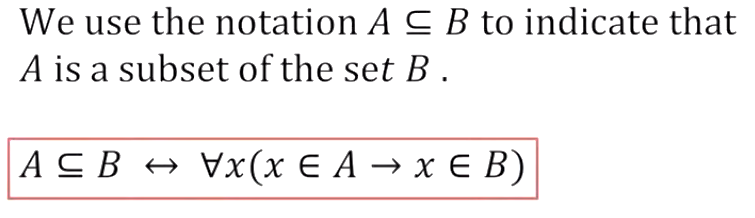 We use the notation A ⊆ B to indicate that
A is a subset of the set B .
A ⊆ B ↔ ∀x(x ∈ A → x ∈ B)